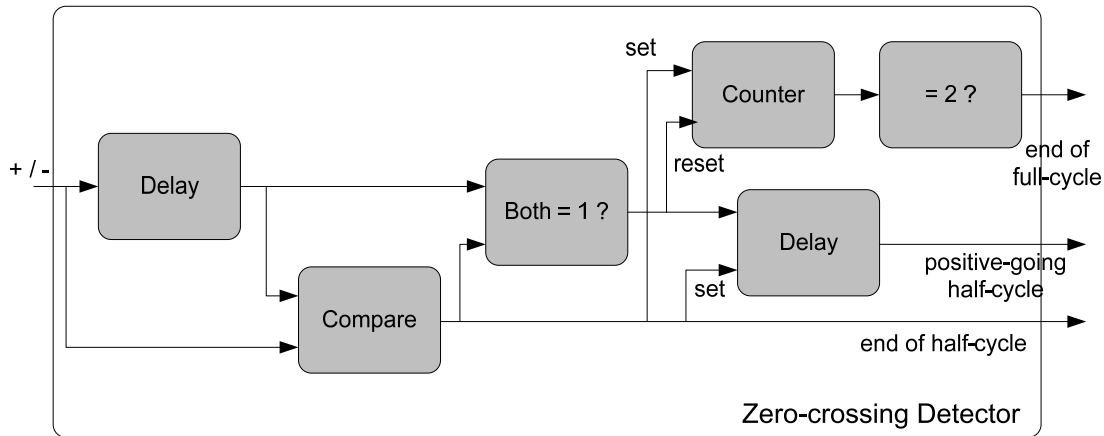 set
Counter
= 2 ?
+ / -
Delay
reset
end of
full-cycle
Both = 1 ?
Delay
positive-going
half-cycle
set
Compare
end of half-cycle
Zero-crossing Detector